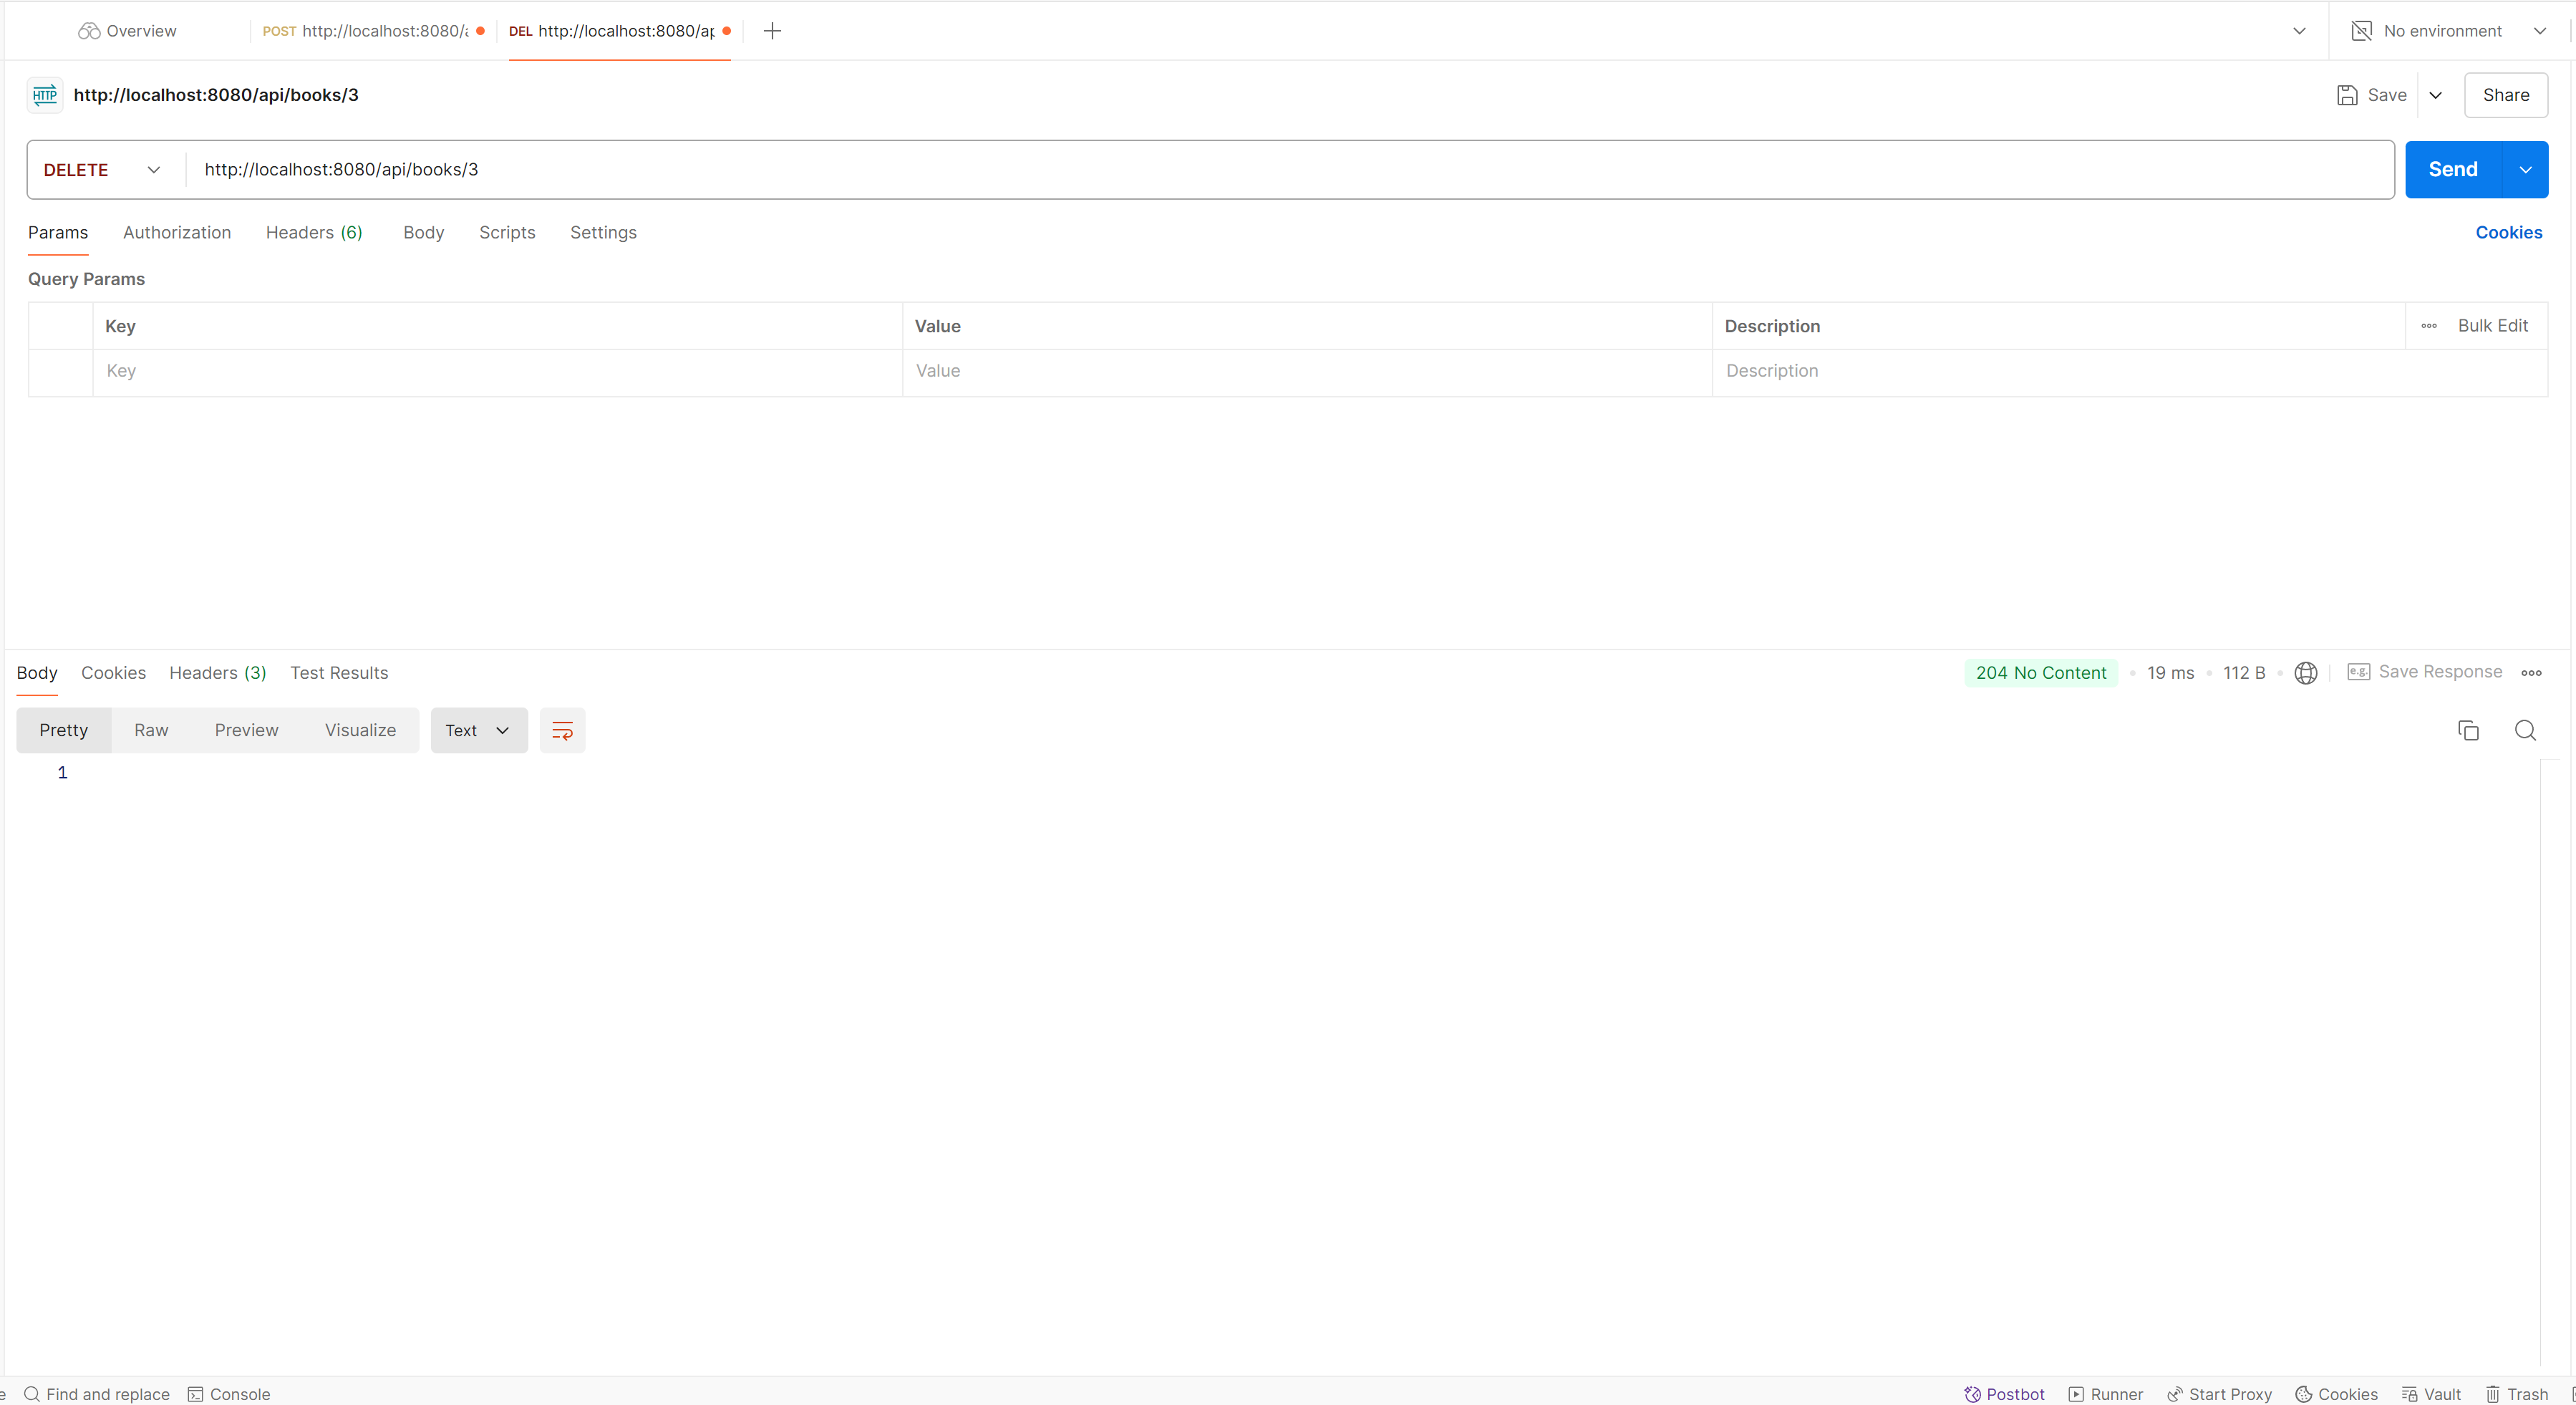 Overview POST http://localhost:8080/a DEL http://localhost:8080/ap No environment
HTTP http://localhost:8080/api/books/3 Save Share
DELETE http://localhost:8080/api/books/3 Send
Params Authorization Headers (6) Body Scripts Settings Cookies
Query Params
Key Value Description Bulk Edit
Key Value Description
Body Cookies Headers (3) Test Results 204 No Content 19 ms 112 B e.g. Save Response
Pretty Raw Preview Visualize Text
1
e Find and replace Console Postbot Runner Start Proxy Cookies Vault Trash